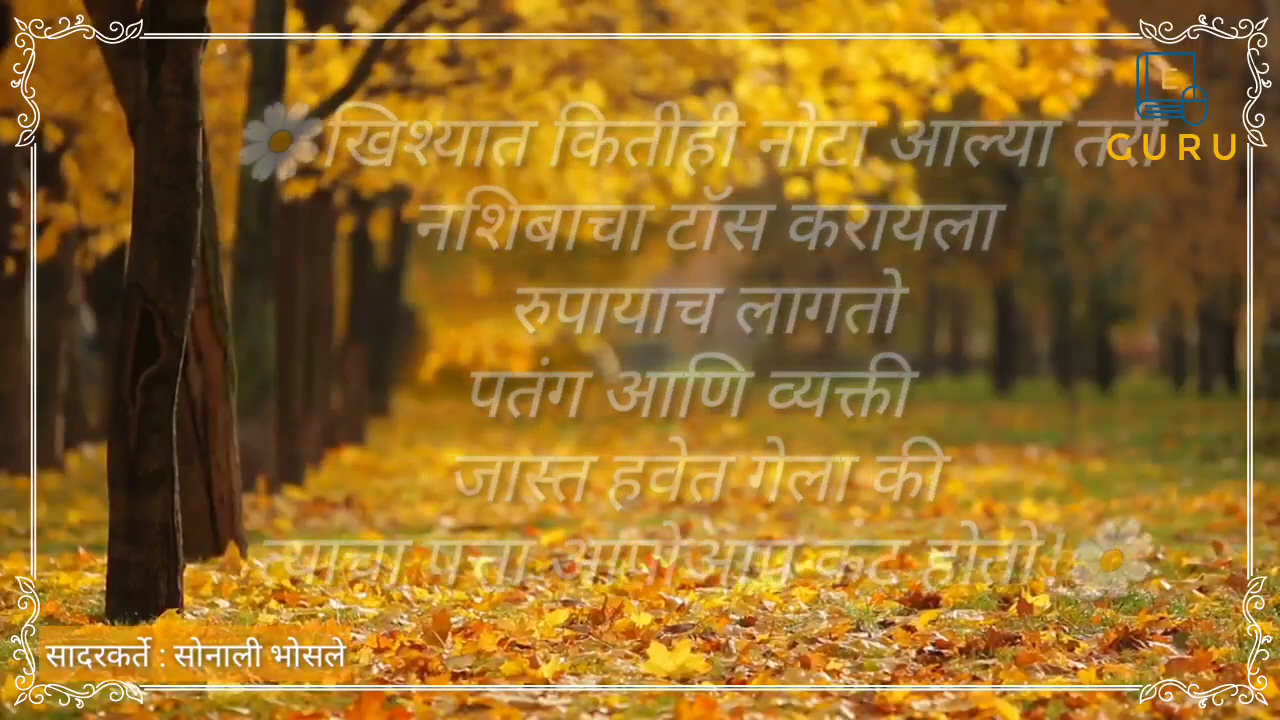 खिश्यात कितीही नोटा आल्या तरी
नशिबाचा टॉस करायला
रुपायाच लागतो
पतंग आणि व्यक्ती
जास्त हवेत गेला की
त्याचा पत्ता आपोआप कट होतो!
E
GURU
सादरकर्ते : सोनाली भोसले